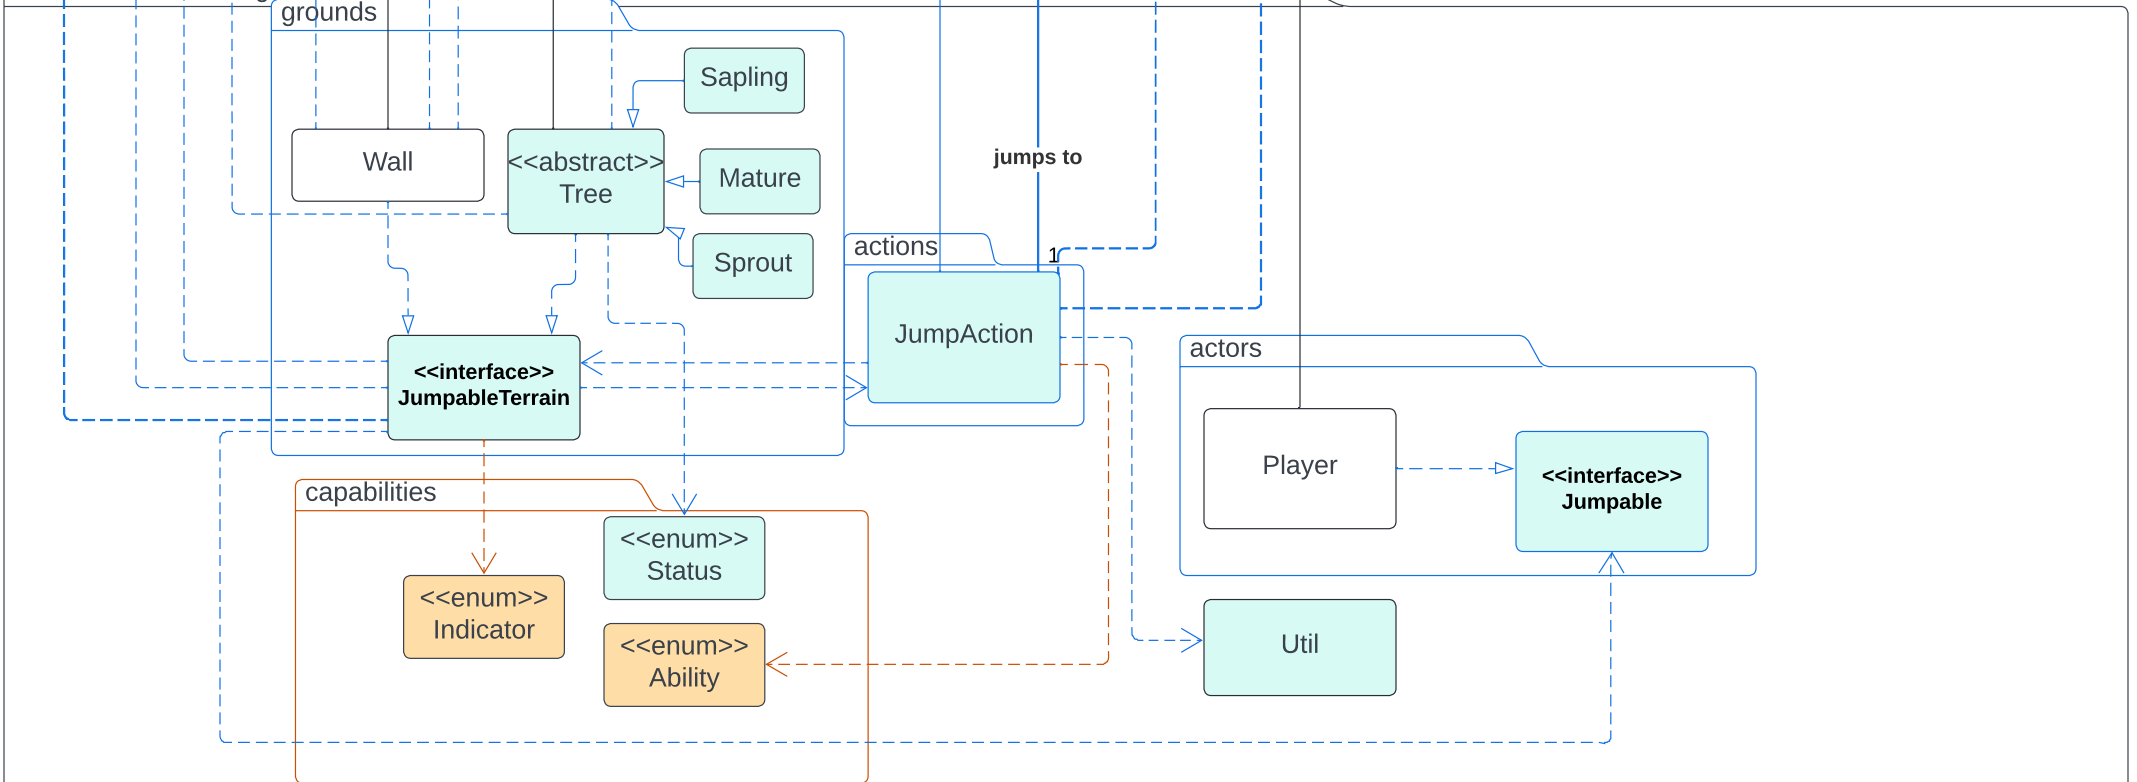 grounds
Sapling
Wall
<<abstract>>
Tree
Mature
jumps to
Sprout
actions
1
JumpAction
actors
<<interface>>
JumpableTerrain
Player
<<interface>>
Jumpable
capabilities
<<enum>>
Status
<<enum>>
Indicator
<<enum>>
Ability
Util